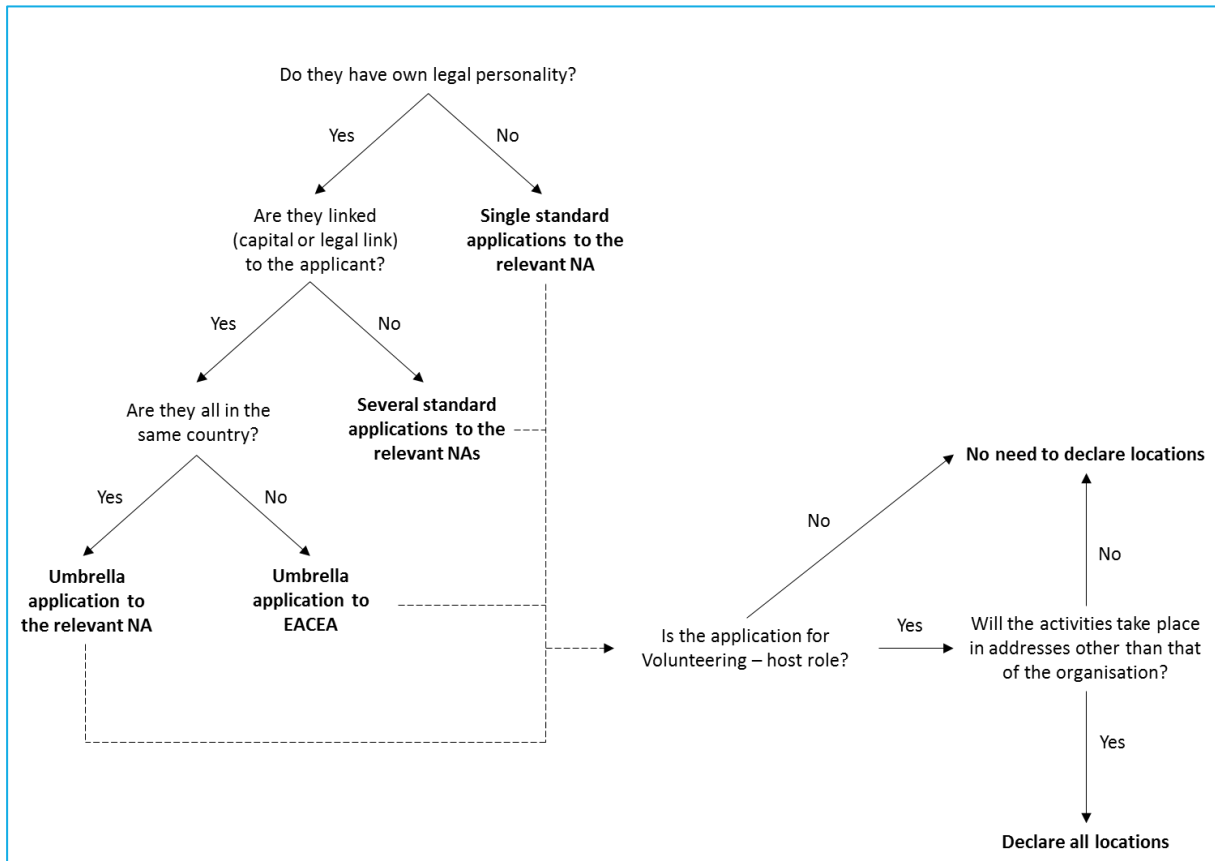 Do they have own legal personality?
Yes
No
Are they linked
(capital or legal link)
to the applicant?
Single standard
applications to the
relevant NA
Yes
No
Are they all in the
same country?
Several standard
applications to the
relevant NAs
Yes
No
Umbrella
application to
the relevant NA
Umbrella
application to
EACEA
Is the application for
Volunteering – host role?
No
Yes
No need to declare locations
No
Will the activities take place
in addresses other than that
of the organisation?
Yes
Declare all locations